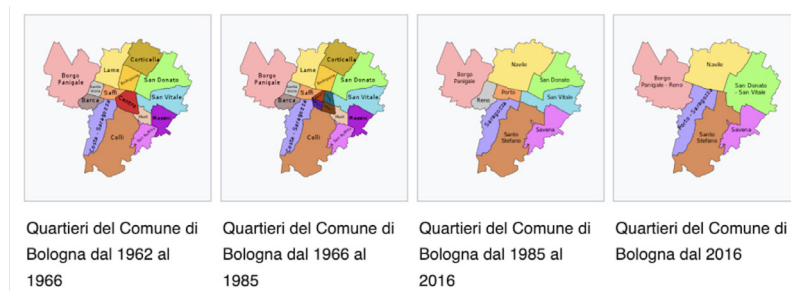 Lame
Corticella
Borgo
Panigale
San Donato
Saffi
San Vitale
Barca
Costa - Saragozza
Colli
Lame
Corticella
Borgo
Panigale
San Donato
Saffi
San Vitale
Barca
Costa - Saragozza
Colli
Navile
Borgo
Panigale
San Donato
Reno
Porto
San Vitale
Saragozza
Santo
Stefano
Savena
Navile
Borgo
Panigale - Reno
San Donato
- San Vitale
Porto - Saragozza
Santo
Stefano
Savena
Quartieri del Comune di
Bologna dal 1962 al
1966
Quartieri del Comune di
Bologna dal 1966 al
1985
Quartieri del Comune di
Bologna dal 1985 al
2016
Quartieri del Comune di
Bologna dal 2016